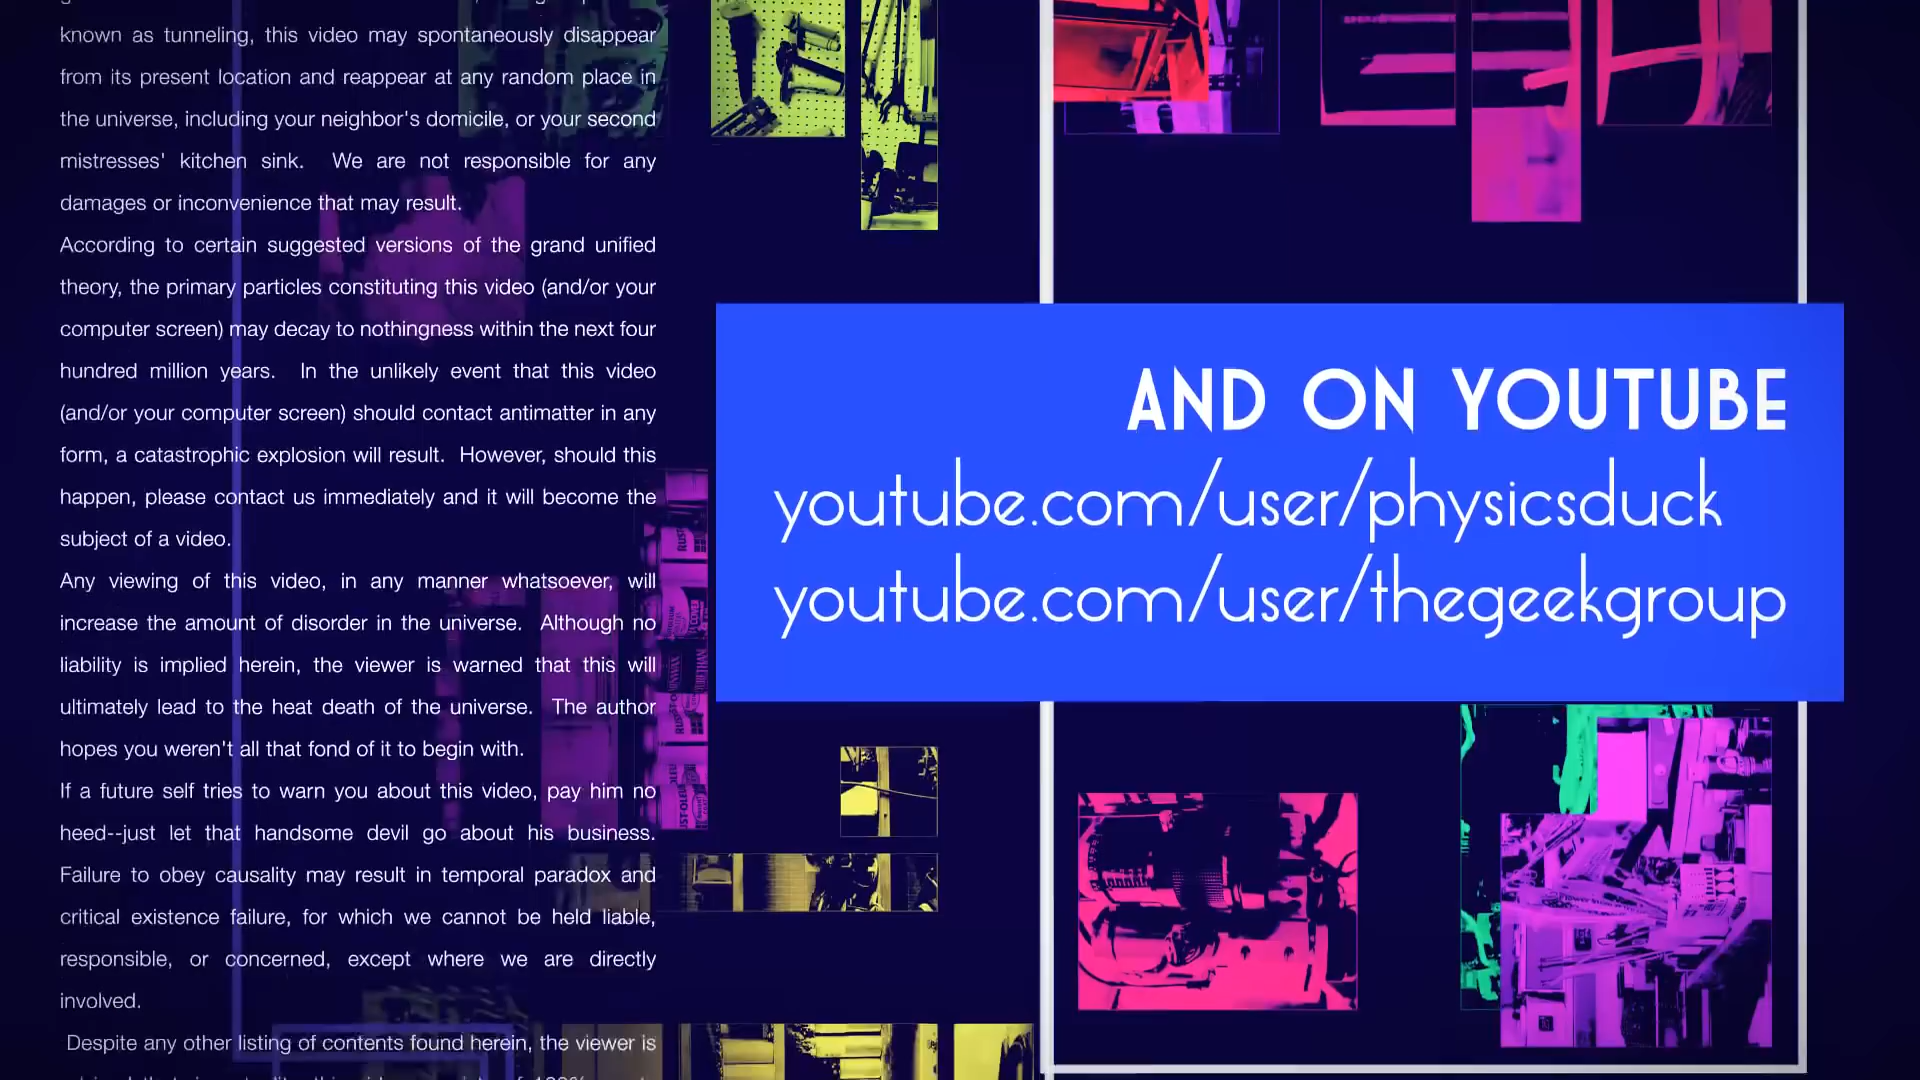 known as tunneling, this video may spontaneously disappear
from its present location and reappear at any random place in
the universe, including your neighbor's domicile, or your second
mistresses' kitchen sink.  We are not responsible for any
damages or inconvenience that may result.
According to certain suggested versions of the grand unified
theory, the primary particles constituting this video (and/or your
computer screen) may decay to nothingness within the next four
hundred million years.  In the unlikely event that this video
(and/or your computer screen) should contact antimatter in any
form, a catastrophic explosion will result.  However, should this
happen, please contact us immediately and it will become the
subject of a video.
Any viewing of this video, in any manner whatsoever, will
increase the amount of disorder in the universe.  Although no
liability is implied herein, the viewer is warned that this will
ultimately lead to the heat death of the universe.  The author
hopes you weren't all that fond of it to begin with.
If a future self tries to warn you about this video, pay him no
heed--just let that handsome devil go about his business.
Failure to obey causality may result in temporal paradox and
critical existence failure, for which we cannot be held liable,
responsible, or concerned, except where we are directly
involved.
Despite any other listing of contents found herein, the viewer is
AND ON YOUTUBE
youtube.com/user/physicsduck
youtube.com/user/thegeekgroup